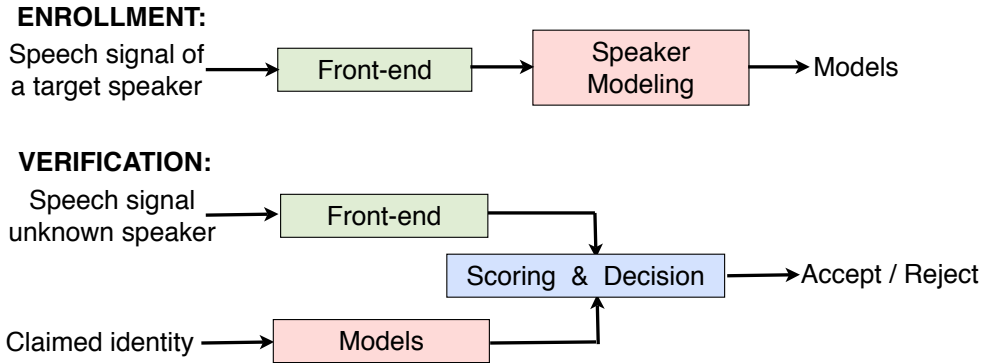 ENROLLMENT:
Speech signal of
a target speaker
Front-end
Speaker
Modeling
Models
VERIFICATION:
Speech signal
unknown speaker
Front-end
Scoring & Decision
Accept / Reject
Claimed identity
Models